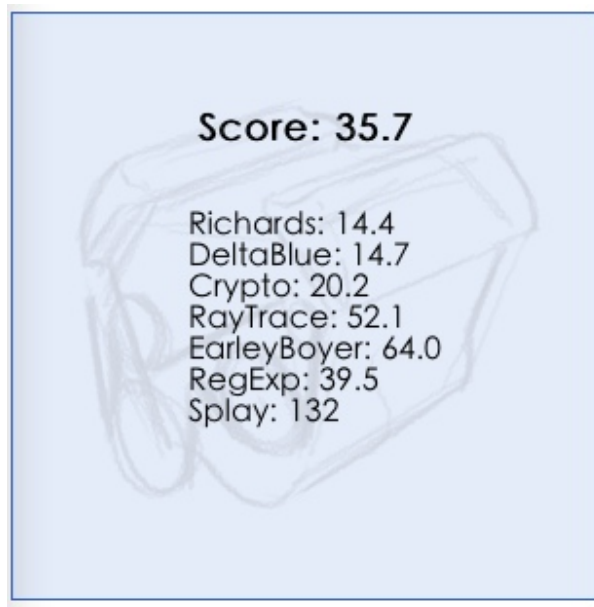 Score: 35.7
Richards: 14.4
DeltaBlue: 14.7
Crypto: 20.2
RayTrace: 52.1
EarleyBoyer: 64.0
RegExp: 39.5
Splay: 132